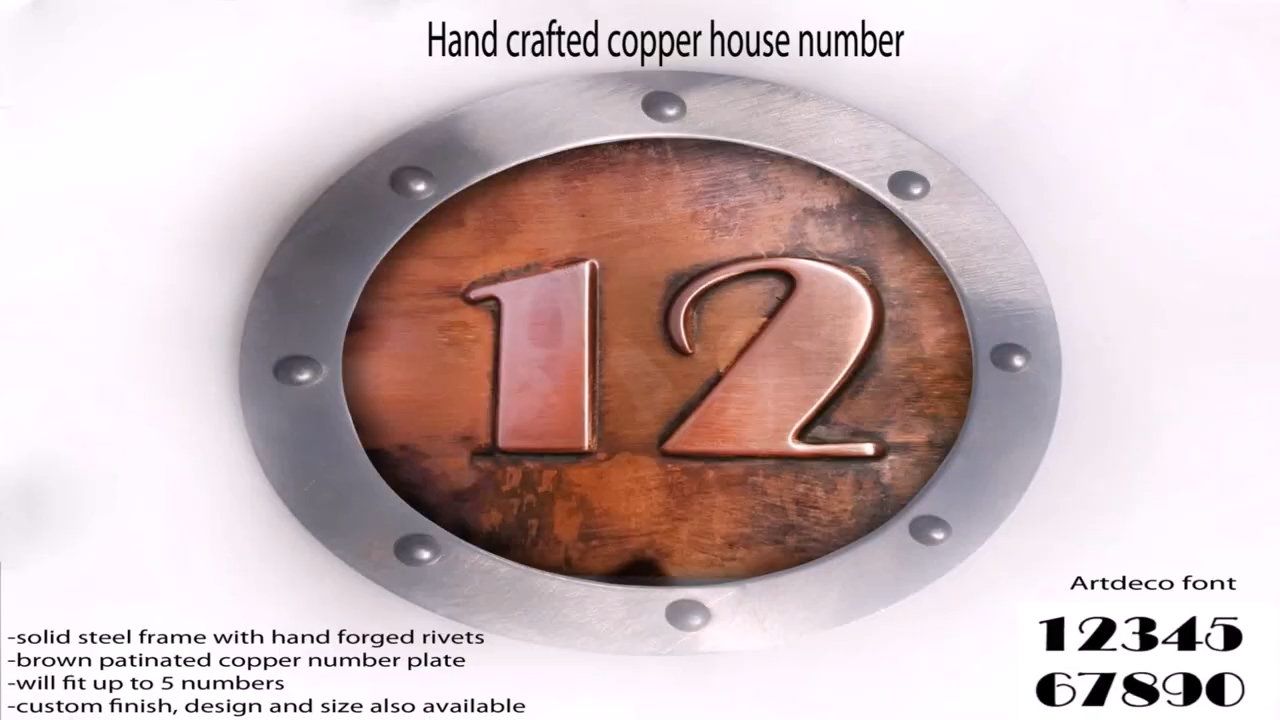 Hand crafted copper house number
12
Artdeco font
12345
67890
-solid steel frame with hand forged rivets
-brown patinated copper number plate
-will fit up to 5 numbers
-custom finish, design and size also available